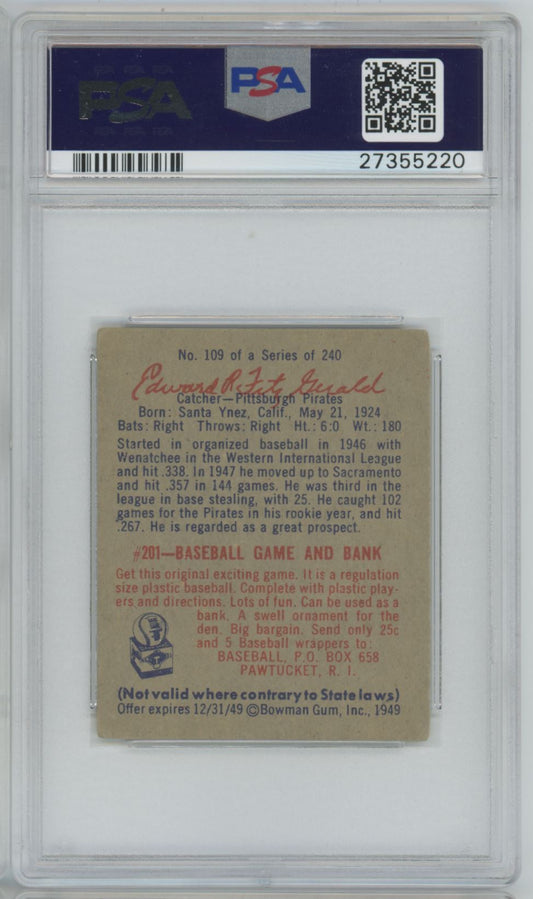 PSA PSA PSA
PSA
PSA PSA PSA
PSA
27355220
No. 109 of a Series of 240
Edward R. Fitz Gerald
Catcher—Pittsburgh Pirates
Born: Santa Ynez, Calif., May 21, 1924
Bats: Right Throws: Right Ht.: 6:0 Wt.: 180
Started in organized baseball in 1946 with
Wenatchee in the Western International League
and hit .338. In 1947 he moved up to Sacramento
and hit .357 in 144 games. He was third in the
league in base stealing, with 25. He caught 102
games for the Pirates in his rookie year, and hit
.267. He is regarded as a great prospect.
#201—BASEBALL GAME AND BANK
Get this original exciting game. It is a regulation
size plastic baseball. Complete with plastic play-
ers and directions. Lots of fun. Can be used as a
bank. A swell ornament for the
den. Big bargain. Send only 25c
and 5 Baseball wrappers to:
BASEBALL, P.O. BOX 658
PAWTUCKET, R. I.
(Not valid where contrary to State laws)
Offer expires 12/31/49 ©Bowman Gum, Inc., 1949